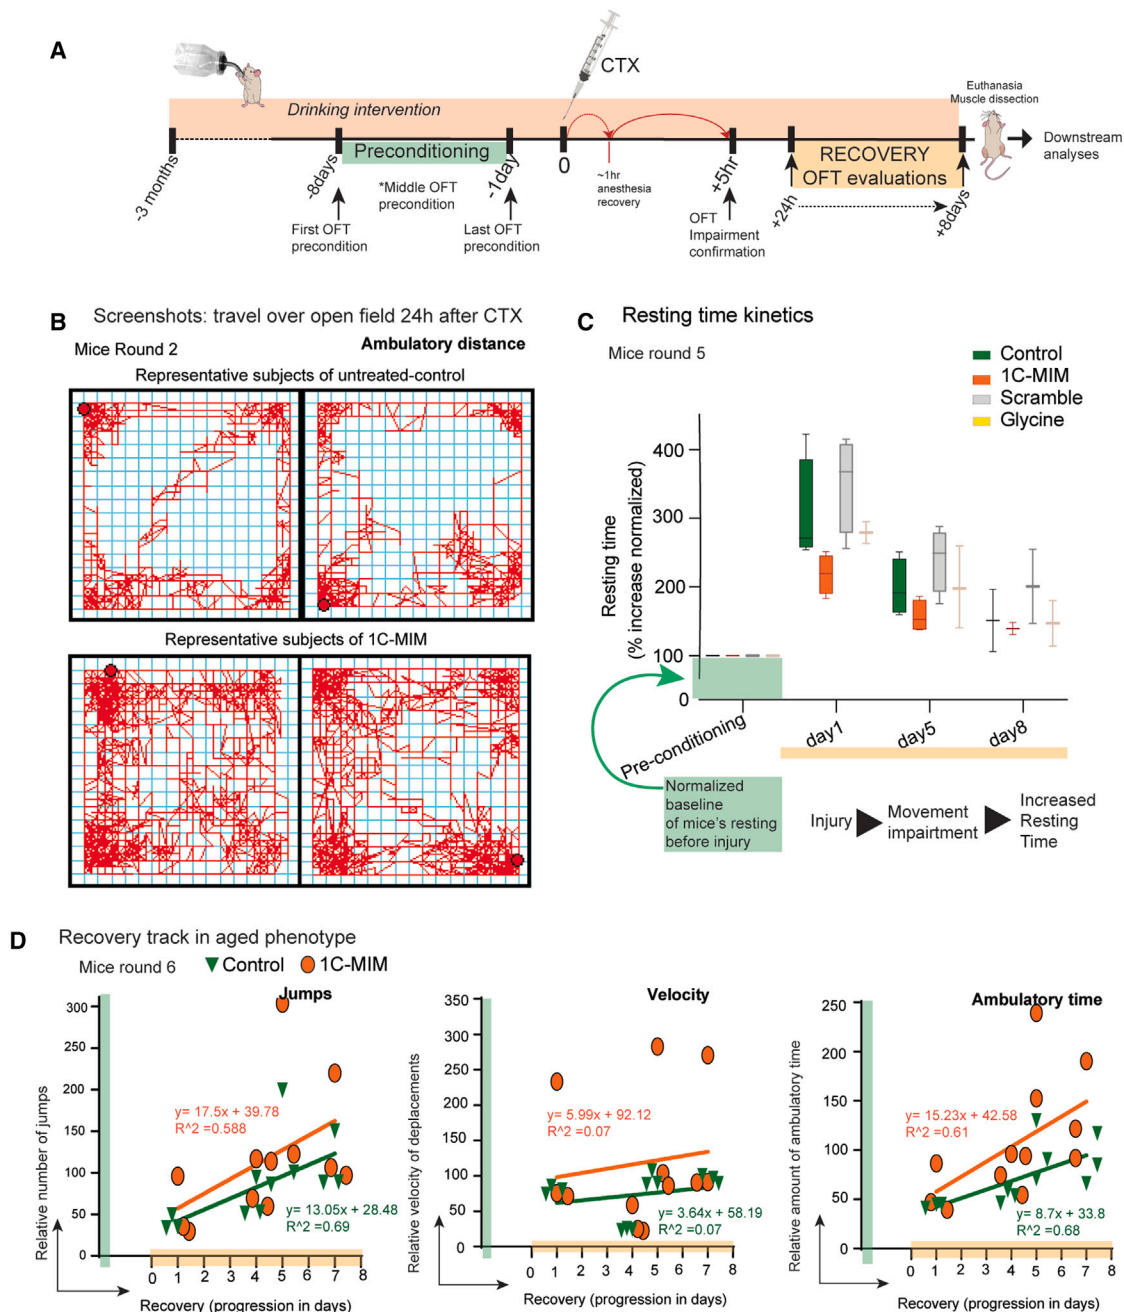 A
CTX
Drinking intervention
Euthanasia
Muscle dissection
Preconditioning
0
RECOVERY
OFT evaluations
Downstream
analyses
-3 months
-8days
-1day
+5hr
+24h
+8days
*Middle OFT
precondition
~1hr
anesthesia
recovery
First OFT
precondition
Last OFT
precondition
OFT
Impairment
confirmation
B
Screenshots: travel over open field 24h after CTX
Mice Round 2
Ambulatory distance
Representative subjects of untreated-control
Representative subjects of 1C-MIM
C
Resting time kinetics
Mice round 5
Control
1C-MIM
Scramble
Glycine
Resting time
(% increase normalized)
400
300
200
100
0
Pre-conditioning
day1
day5
day8
Normalized
baseline
of mice's resting
before injury
Injury
Movement
impairtment
Increased
Resting
Time
D
Recovery track in aged phenotype
Mice round 6
Control
1C-MIM
Jumps
Relative number of jumps
300
250
200
150
100
50
0
y= 17.5x + 39.78
R^2 =0.588
y= 13.05x + 28.48
R^2 =0.69
0 1 2 3 4 5 6 7 8
Recovery (progression in days)
Velocity
Relative velocity of deplacements
350
300
250
200
150
100
50
0
y= 5.99x + 92.12
R^2 =0.07
y= 3.64x + 58.19
R^2 =0.07
0 1 2 3 4 5 6 7 8
Recovery (progression in days)
Ambulatory time
Relative amount of ambulatory time
250
200
150
100
50
0
y= 15.23x + 42.58
R^2 =0.61
y= 8.7x + 33.8
R^2 =0.68
0 1 2 3 4 5 6 7 8
Recovery (progression in days)